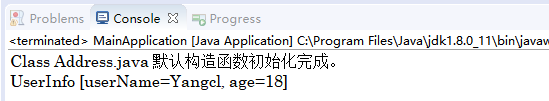 Problems Console Progress
<terminated> MainApplication [Java Application] C:\Program Files\Java\jdk1.8.0_11\bin\javaw
Class Address.java 默认构造函数初始化完成。
UserInfo [userName=Yangcl, age=18]